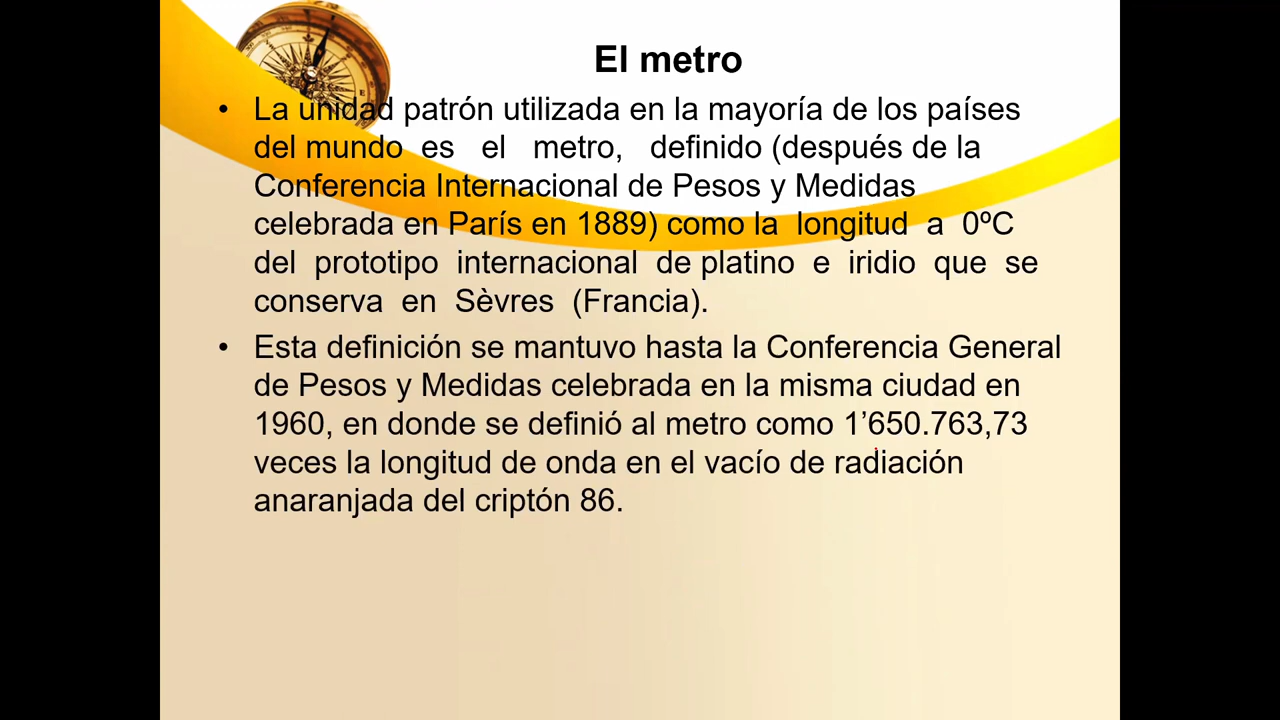 El metro
• La unidad patrón utilizada en la mayoría de los países
del mundo es el metro, definido (después de la
Conferencia Internacional de Pesos y Medidas
celebrada en París en 1889) como la longitud a 0ºC
del prototipo internacional de platino e iridio que se
conserva en Sèvres (Francia).
• Esta definición se mantuvo hasta la Conferencia General
de Pesos y Medidas celebrada en la misma ciudad en
1960, en donde se definió al metro como 1’650.763,73
veces la longitud de onda en el vacío de radiación
anaranjada del criptón 86.